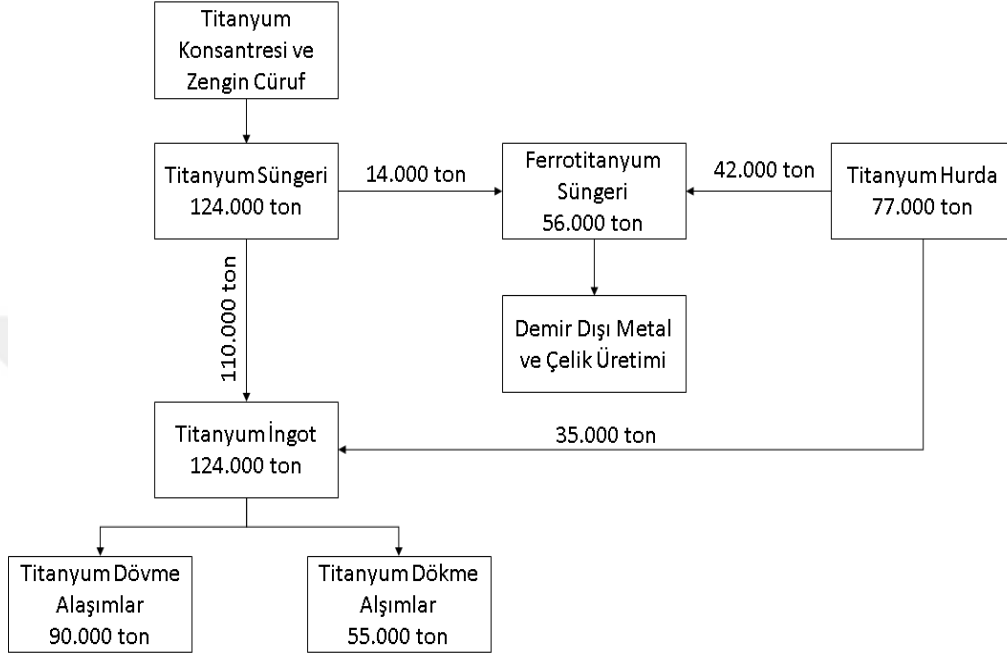 Titanyum
Konsantresi ve
Zengin Cüruf
Titanyum Süngeri
124.000 ton
14.000 ton
Ferrotitanyum
Süngeri
56.000 ton
42.000 ton
Titanyum Hurda
77.000 ton
110.000 ton
Demir Dışı Metal
ve Çelik Üretimi
Titanyum İngot
124.000 ton
35.000 ton
Titanyum Dövme
Alaşımlar
90.000 ton
Titanyum Dökme
Alşımlar
55.000 ton